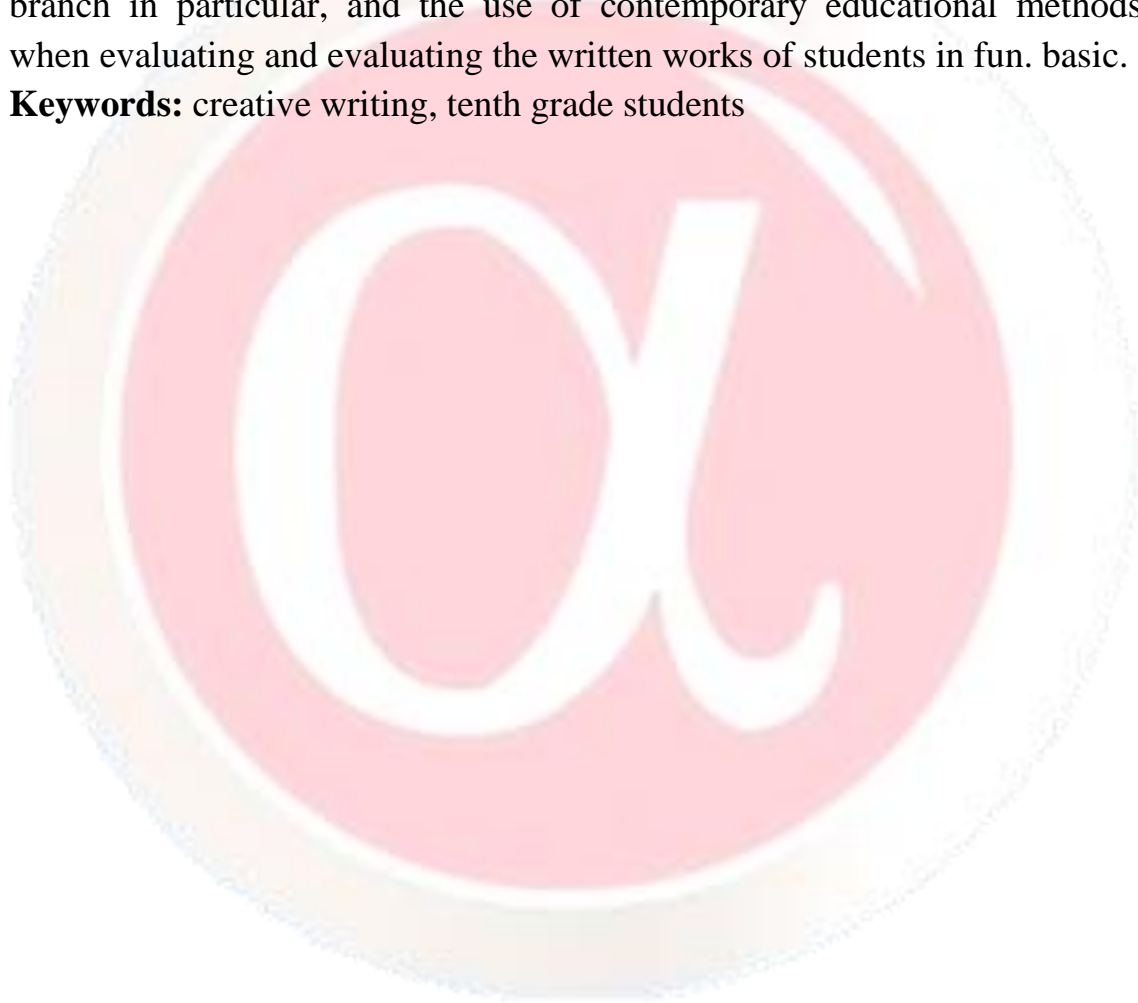 branch in particular, and the use of contemporary educational methods
when evaluating and evaluating the written works of students in fun. basic.
Keywords: creative writing, tenth grade students
α